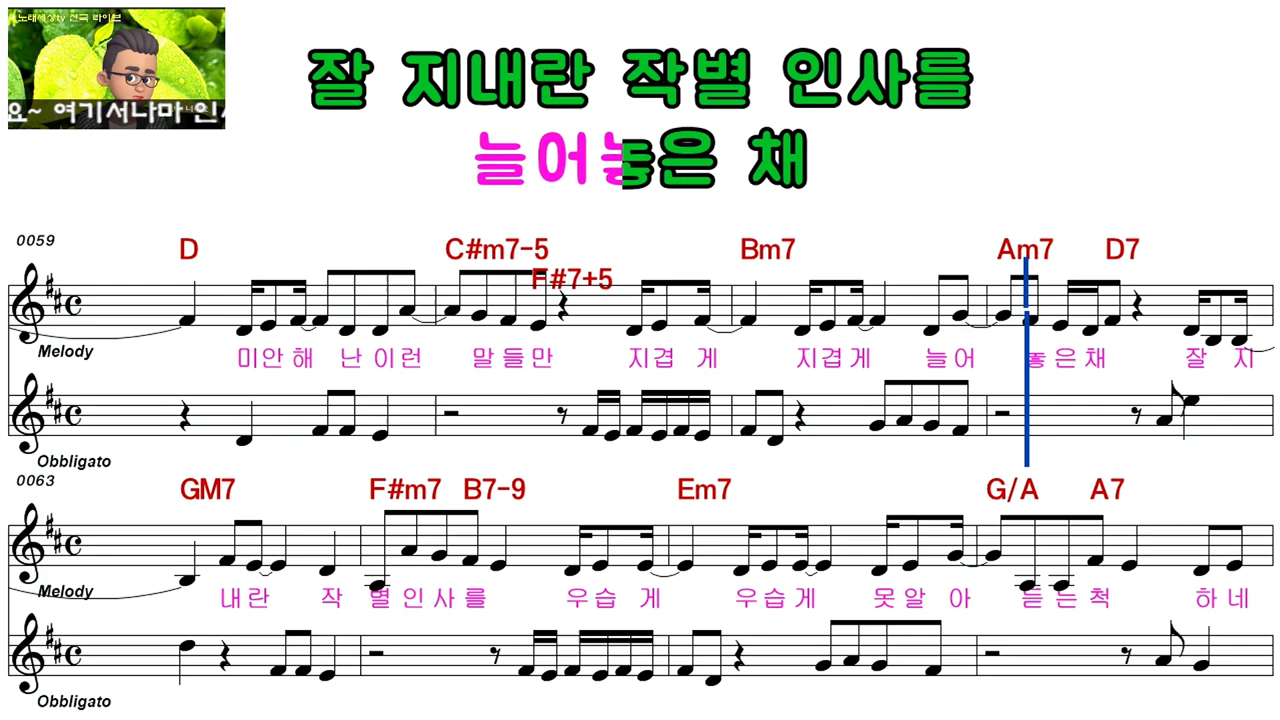 노래세상tv 전국 라이브
요~ 여기서나마 인사
잘 지내란 작별 인사를
늘어놓은 채
0059
D C#m7-5 F#7+5 Bm7 Am7 D7
Melody
미안해 난이런 말들만 지겹 게 지겹게 늘어 놓은채 잘 지
Obbligato
0063
GM7 F#m7 B7-9 Em7 G/A A7
Melody
내란 작 별인사를 우습 게 우습게 못알 아 듣는척 하네
Obbligato